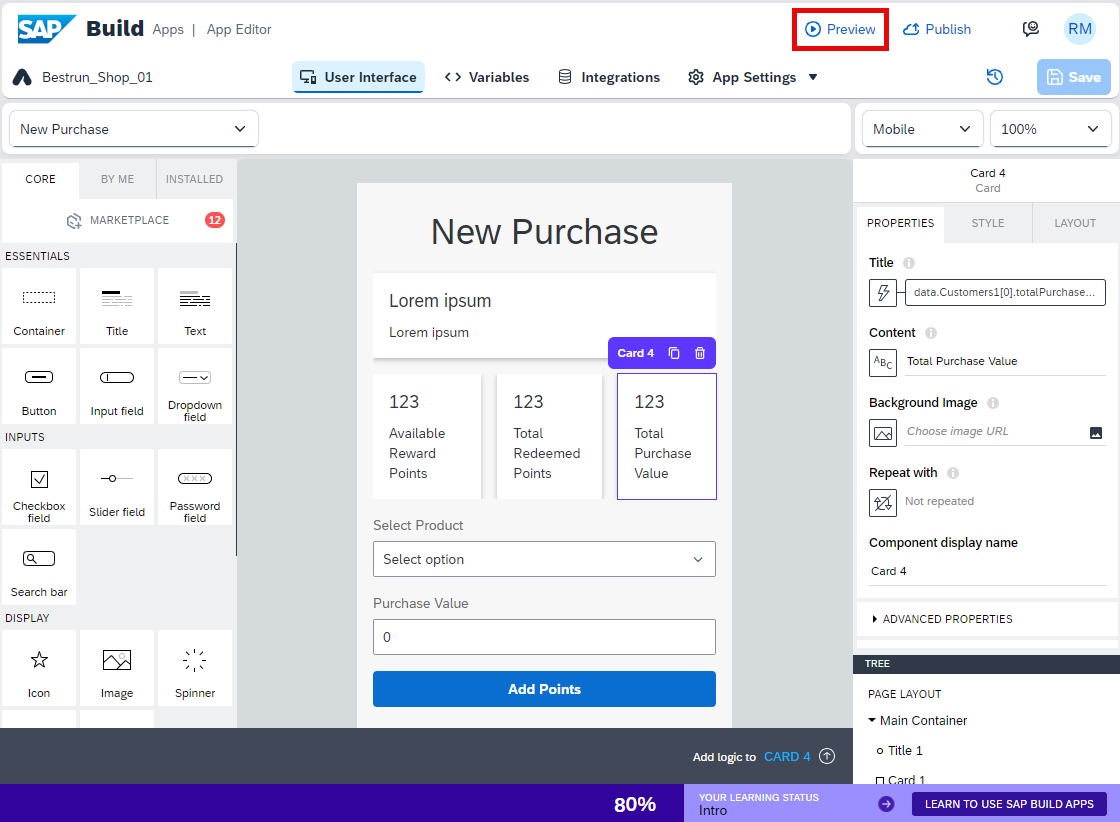 SAP Build Apps | App Editor
Preview
Publish
RM
Bestrun_Shop_01
User Interface
<> Variables
Integrations
App Settings
Save
New Purchase
Mobile
100%
CORE
BY ME
INSTALLED
MARKETPLACE
12
ESSENTIALS
Container
Title
Text
Button
Input field
Dropdown
field
INPUTS
Checkbox
field
Slider field
Password
field
Search bar
DISPLAY
Icon
Image
Spinner
New Purchase
Lorem ipsum
Lorem ipsum
Card 4
123
Available
Reward
Points
123
Total
Redeemed
Points
123
Total
Purchase
Value
Select Product
Select option
Purchase Value
0
Add Points
Add logic to CARD 4
Card 4
Card
PROPERTIES
STYLE
LAYOUT
Title
data.Customers1[0].totalPurchase...
Content
ABC
Total Purchase Value
Background Image
Choose image URL
Repeat with
Not repeated
Component display name
Card 4
ADVANCED PROPERTIES
TREE
PAGE LAYOUT
Main Container
Title 1
Card 1
80%
YOUR LEARNING STATUS
Intro
LEARN TO USE SAP BUILD APPS